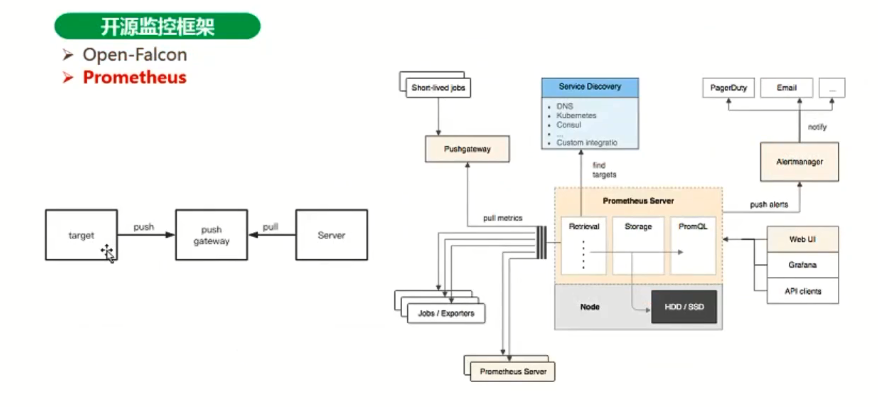 开源监控框架
Open-Falcon
Prometheus
target
push
push
gateway
pull
Server
Short-lived jobs
Pushgateway
Service Discovery
DNS
Kubernetes
Consul
...
Custom integratio
find
targets
PagerDuty
Email
...
notify
Alertmanager
push alerts
pull metrics
Prometheus Server
Retrieval
Storage
PromQL
Node
HDD / SSD
Web UI
Grafana
API clients
Jobs / Exporters
Prometheus Server